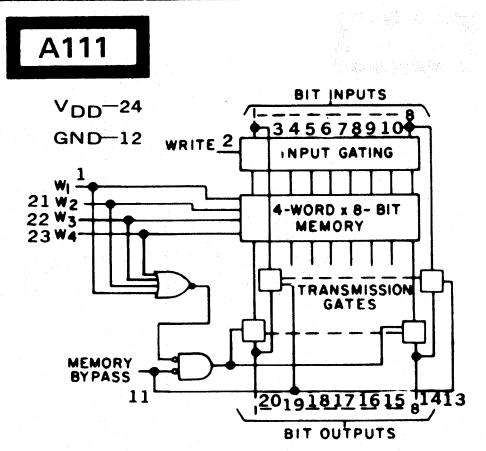 A111
VDD-24
GND-12
BIT INPUTS
1 8
3 4 5 6 7 8 9 10
WRITE 2
INPUT GATING
W1 1
21 W2
22 W3
23 W4
4-WORD x 8-BIT
MEMORY
TRANSMISSION
GATES
MEMORY
BYPASS
11
20 19 18 17 16 15 14 13
1 8
BIT OUTPUTS